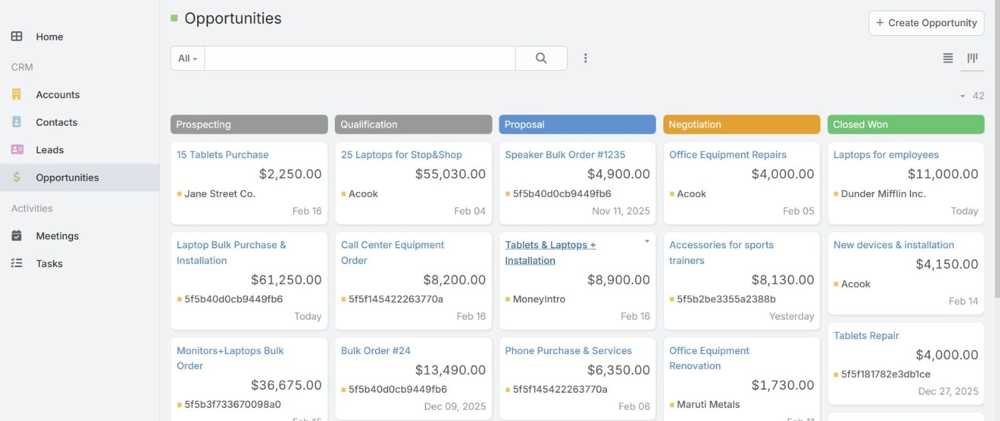 Home
CRM
Accounts
Contacts
Leads
Opportunities
Activities
Meetings
Tasks
Opportunities
+ Create Opportunity
All
42
Prospecting
15 Tablets Purchase
$2,250.00
Jane Street Co.
Feb 16
Laptop Bulk Purchase &
Installation
$61,250.00
5f5b40d0cb9449fb6
Today
Monitors+Laptops Bulk
Order
$36,675.00
5f5b3f733670098a0
Feb 15
Qualification
25 Laptops for Stop&Shop
$55,030.00
Acook
Feb 04
Call Center Equipment
Order
$8,200.00
5f5f145422263770a
Feb 16
Bulk Order #24
$13,490.00
5f5b40d0cb9449fb6
Dec 09, 2025
Proposal
Speaker Bulk Order #1235
$4,900.00
5f5b40d0cb9449fb6
Nov 11, 2025
Tablets & Laptops +
Installation
$8,900.00
MoneyIntro
Feb 16
Phone Purchase & Services
$6,350.00
5f5f145422263770a
Feb 06
Negotiation
Office Equipment Repairs
$4,000.00
Acook
Feb 05
Accessories for sports
trainers
$8,130.00
5f5b2be3355a2388b
Yesterday
Office Equipment
Renovation
$1,730.00
Maruti Metals
Feb 11
Closed Won
Laptops for employees
$11,000.00
Dunder Mifflin Inc.
Today
New devices & installation
$4,150.00
Acook
Feb 14
Tablets Repair
$4,000.00
5f5f181782e3db1ce
Dec 27, 2025